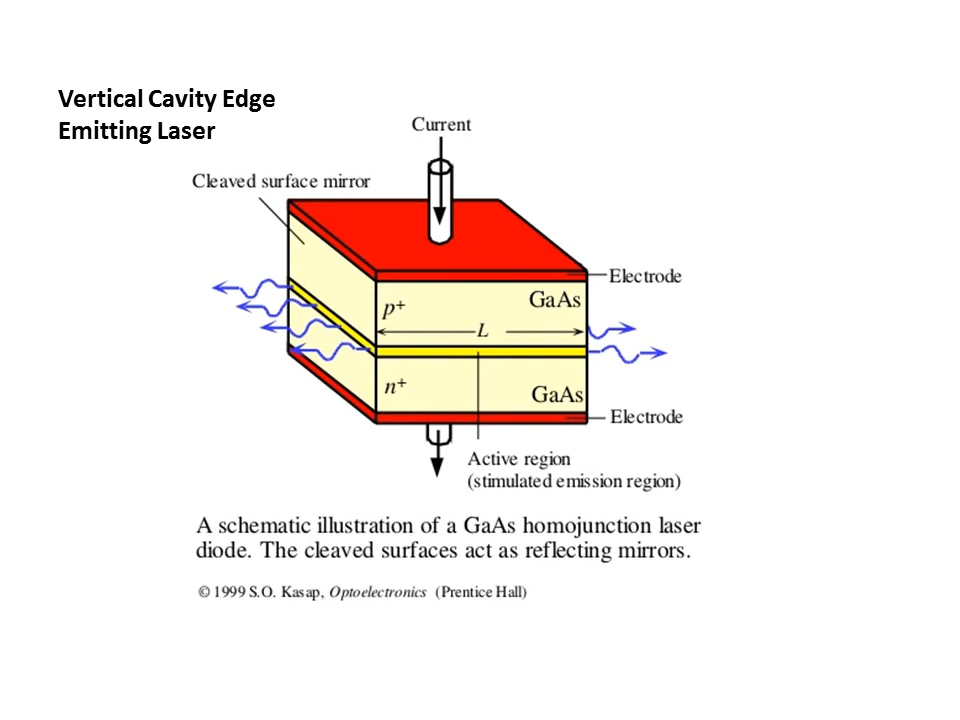 Vertical Cavity Edge
Emitting Laser
Current
Cleaved surface mirror
Electrode
GaAs
p+
L
n+
GaAs
Electrode
Active region
(stimulated emission region)
A schematic illustration of a GaAs homojunction laser
diode. The cleaved surfaces act as reflecting mirrors.
© 1999 S.O. Kasap, Optoelectronics (Prentice Hall)